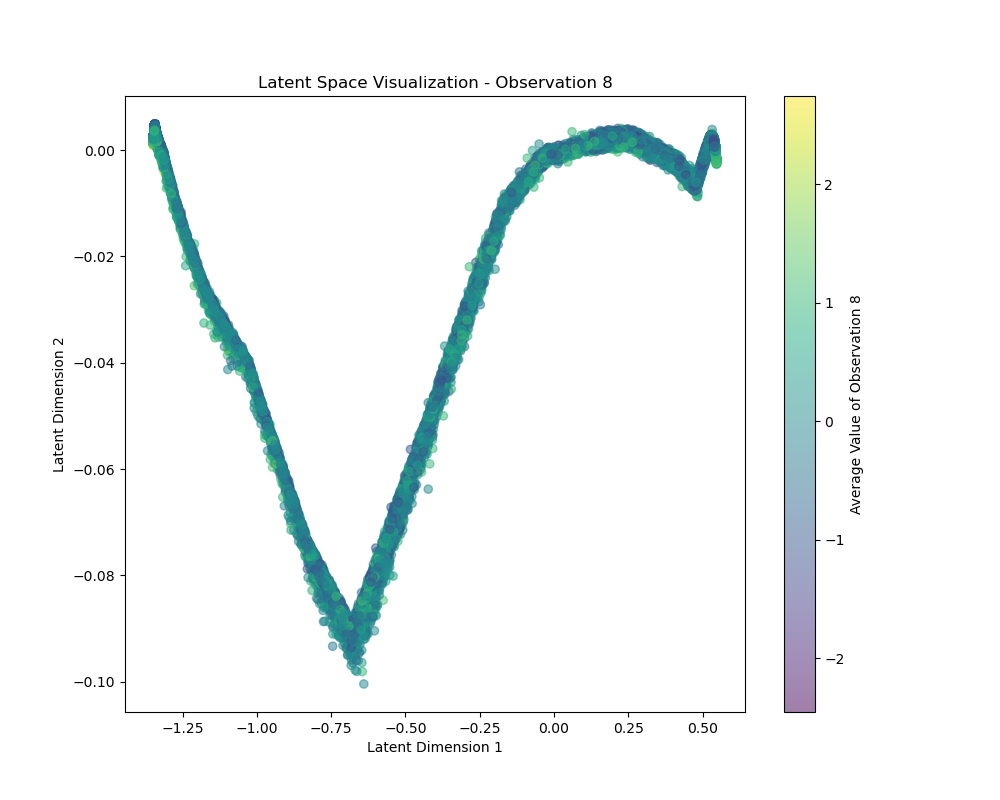 Latent Space Visualization - Observation 8
0.00
−0.02
−0.04
−0.06
−0.08
−0.10
Latent Dimension 2
−1.25 −1.00 −0.75 −0.50 −0.25 0.00 0.25 0.50
Latent Dimension 1
2
1
0
−1
−2
Average Value of Observation 8